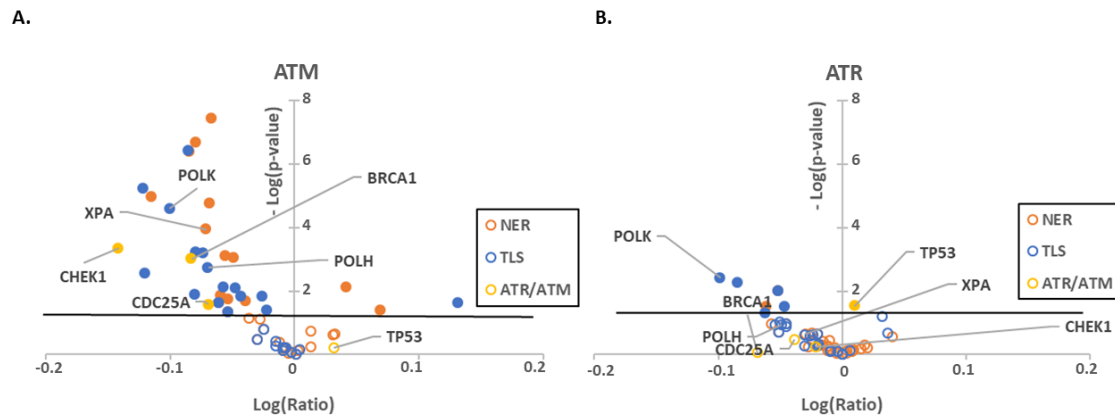 A.
ATM
8
6
4
2
0
- Log(p-value)
POLK
BRCA1
XPA
CHEK1
POLH
CDC25A
TP53
NER
TLS
ATR/ATM
-0.2
-0.1
0
0.1
0.2
Log(Ratio)
B.
ATR
8
6
4
2
0
- Log(p-value)
POLK
TP53
XPA
BRCA1
POLH
CDC25A
CHEK1
NER
TLS
ATR/ATM
-0.2
-0.1
0
0.1
0.2
Log(Ratio)